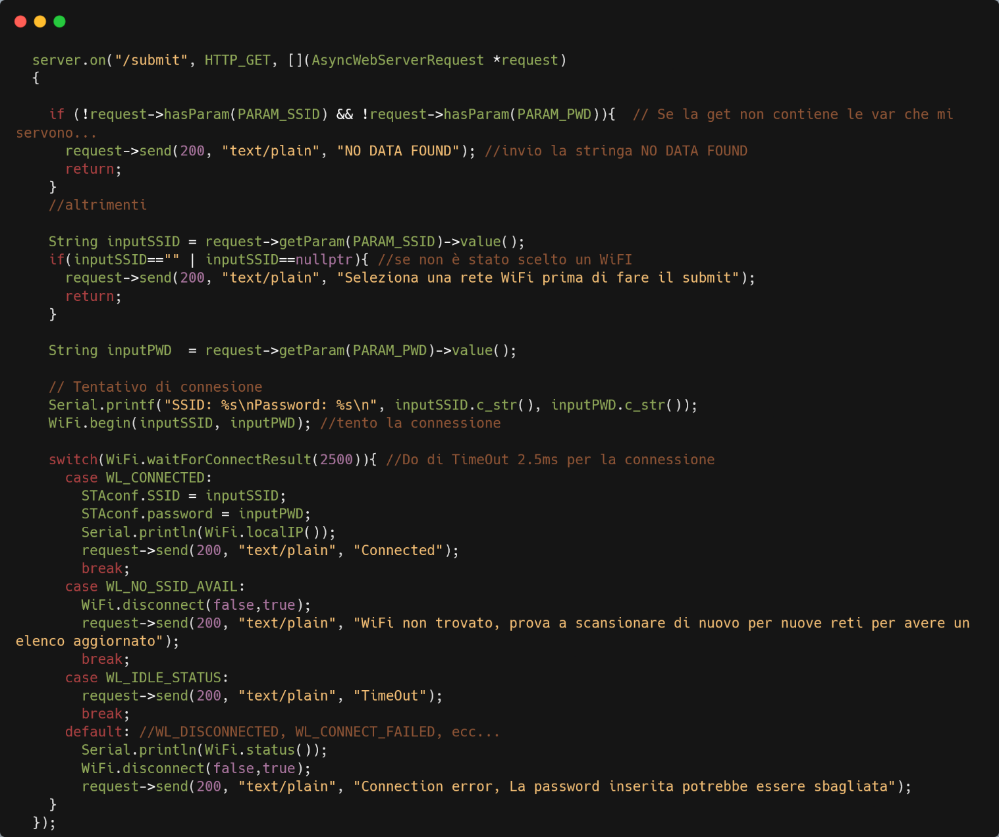 server.on("/submit", HTTP_GET, [](AsyncWebServerRequest *request)
{
if (!request->hasParam(PARAM_SSID) && !request->hasParam(PARAM_PWD)){  // Se la get non contiene le var che mi
servono...
request->send(200, "text/plain", "NO DATA FOUND"); //invio la stringa NO DATA FOUND
return;
}
//altrimenti
String inputSSID = request->getParam(PARAM_SSID)->value();
if(inputSSID=="" | inputSSID==nullptr){ //se non è stato scelto un WiFI
request->send(200, "text/plain", "Seleziona una rete WiFi prima di fare il submit");
return;
}
String inputPWD  = request->getParam(PARAM_PWD)->value();
// Tentativo di connesione
Serial.printf("SSID: %s\nPassword: %s\n", inputSSID.c_str(), inputPWD.c_str());
WiFi.begin(inputSSID, inputPWD); //tento la connessione
switch(WiFi.waitForConnectResult(2500)){ //Do di TimeOut 2.5ms per la connessione
case WL_CONNECTED:
STAconf.SSID = inputSSID;
STAconf.password = inputPWD;
Serial.println(WiFi.localIP());
request->send(200, "text/plain", "Connected");
break;
case WL_NO_SSID_AVAIL:
WiFi.disconnect(false,true);
request->send(200, "text/plain", "WiFi non trovato, prova a scansionare di nuovo per nuove reti per avere un
elenco aggiornato");
break;
case WL_IDLE_STATUS:
request->send(200, "text/plain", "TimeOut");
break;
default: //WL_DISCONNECTED, WL_CONNECT_FAILED, ecc...
Serial.println(WiFi.status());
WiFi.disconnect(false,true);
request->send(200, "text/plain", "Connection error, La password inserita potrebbe essere sbagliata");
}
});